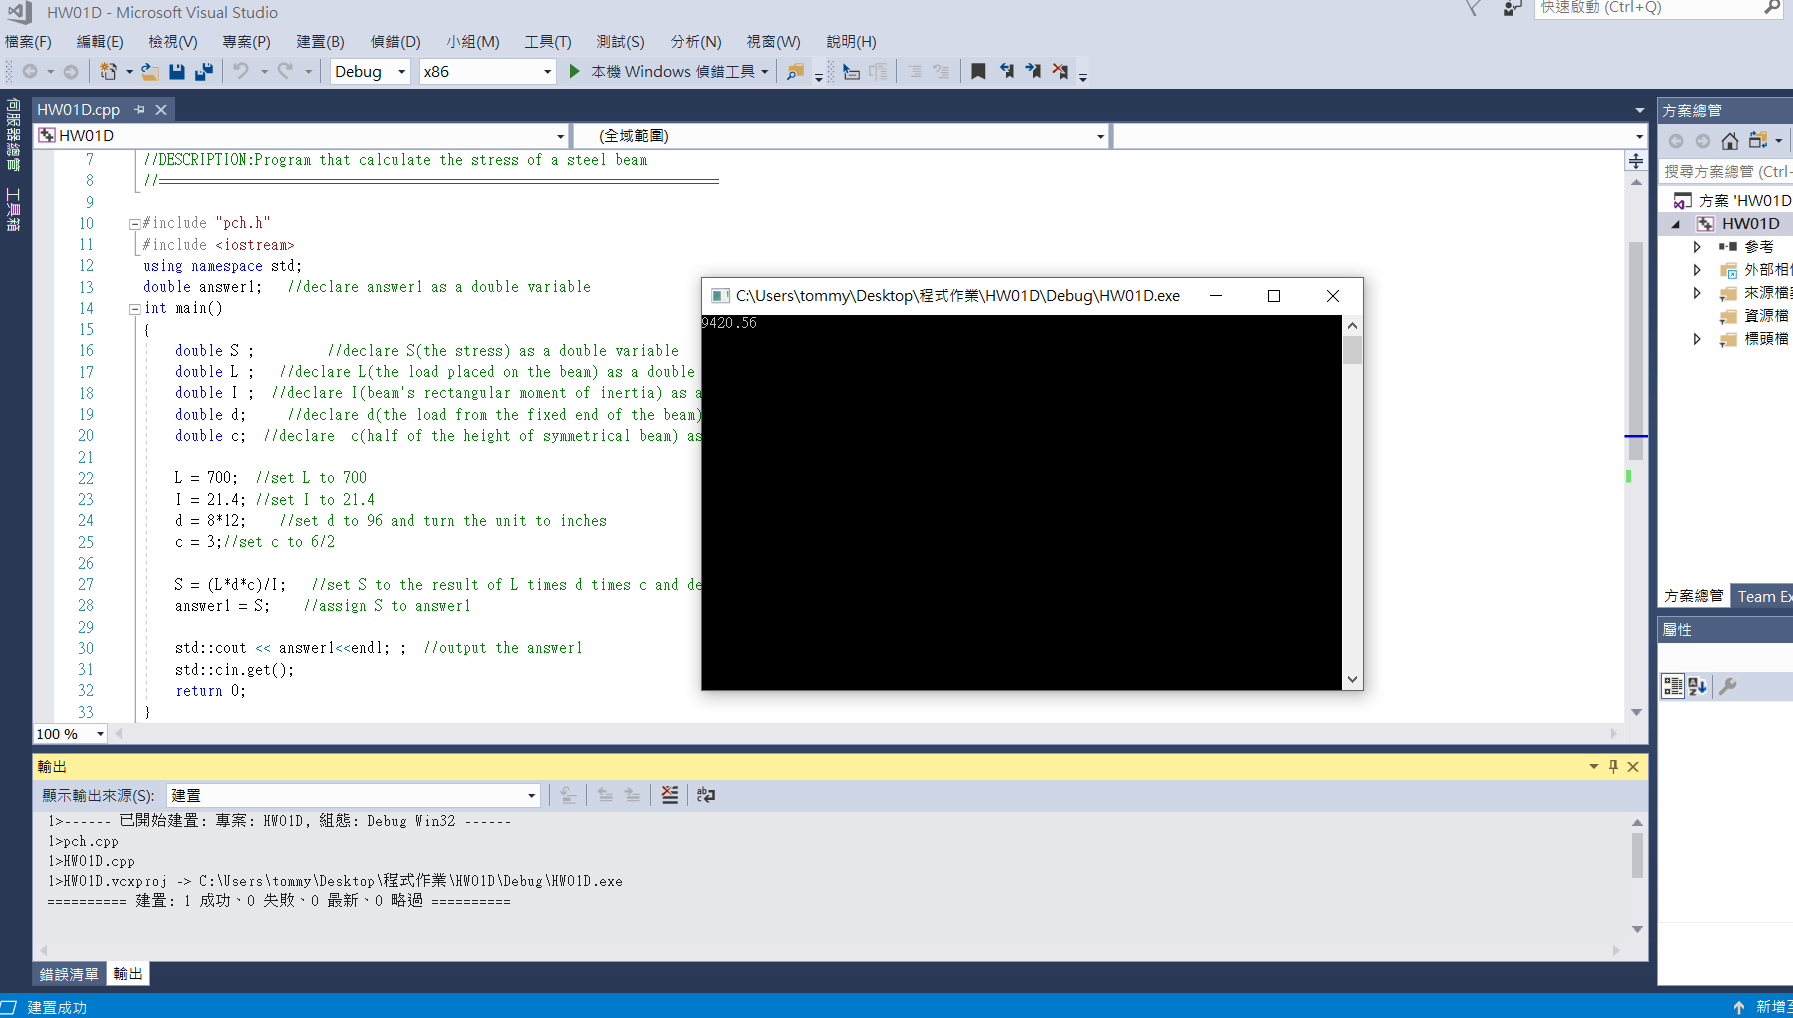 HW01D - Microsoft Visual Studio
快速啟動 (Ctrl+Q)
檔案(F) 編輯(E) 檢視(V) 專案(P) 建置(B) 偵錯(D) 小組(M) 工具(T) 測試(S) 分析(N) 視窗(W) 說明(H)
Debug x86 本機 Windows 偵錯工具
伺服器總管
工具箱
HW01D.cpp
HW01D (全域範圍)
7 //DESCRIPTION:Program that calculate the stress of a steel beam
8 //======================================================================
9
10 #include "pch.h"
11 #include <iostream>
12 using namespace std;
13 double answer1; //declare answer1 as a double variable
14 int main()
15 {
16 double S ; //declare S(the stress) as a double variable
17 double L ; //declare L(the load placed on the beam) as a double
18 double I ; //declare I(beam's rectangular moment of inertia) as a
19 double d; //declare d(the load from the fixed end of the beam)
20 double c; //declare c(half of the height of symmetrical beam) as
21
22 L = 700; //set L to 700
23 I = 21.4; //set I to 21.4
24 d = 8*12; //set d to 96 and turn the unit to inches
25 c = 3;//set c to 6/2
26
27 S = (L*d*c)/I; //set S to the result of L times d times c and de
28 answer1 = S; //assign S to answer1
29
30 std::cout << answer1<<endl; ; //output the answer1
31 std::cin.get();
32 return 0;
33 }
100 %
C:\Users\tommy\Desktop\程式作業\HW01D\Debug\HW01D.exe
9420.56
輸出
顯示輸出來源(S): 建置
1>------ 已開始建置: 專案: HW01D, 組態: Debug Win32 ------
1>pch.cpp
1>HW01D.cpp
1>HW01D.vcxproj -> C:\Users\tommy\Desktop\程式作業\HW01D\Debug\HW01D.exe
========== 建置: 1 成功、0 失敗、0 最新、0 略過 ==========
錯誤清單 輸出
方案總管
搜尋方案總管 (Ctrl+
方案 'HW01D
HW01D
參考
外部相
來源檔
資源檔
標頭檔
方案總管 Team Ex
屬性
建置成功
新增至